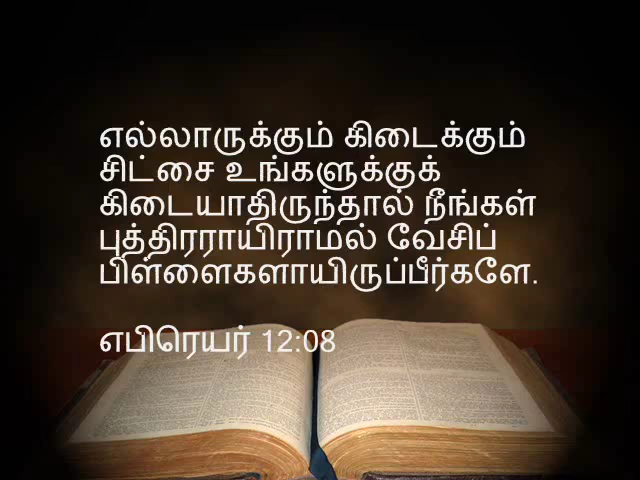 எல்லாருக்கும் கிடைக்கும்
சிட்சை உங்களுக்குக்
கிடையாதிருந்தால் நீங்கள்
புத்திரராயிராமல் வேசிப்
பிள்ளைகளாயிருப்பீர்களே.
எபிரெயர் 12:08